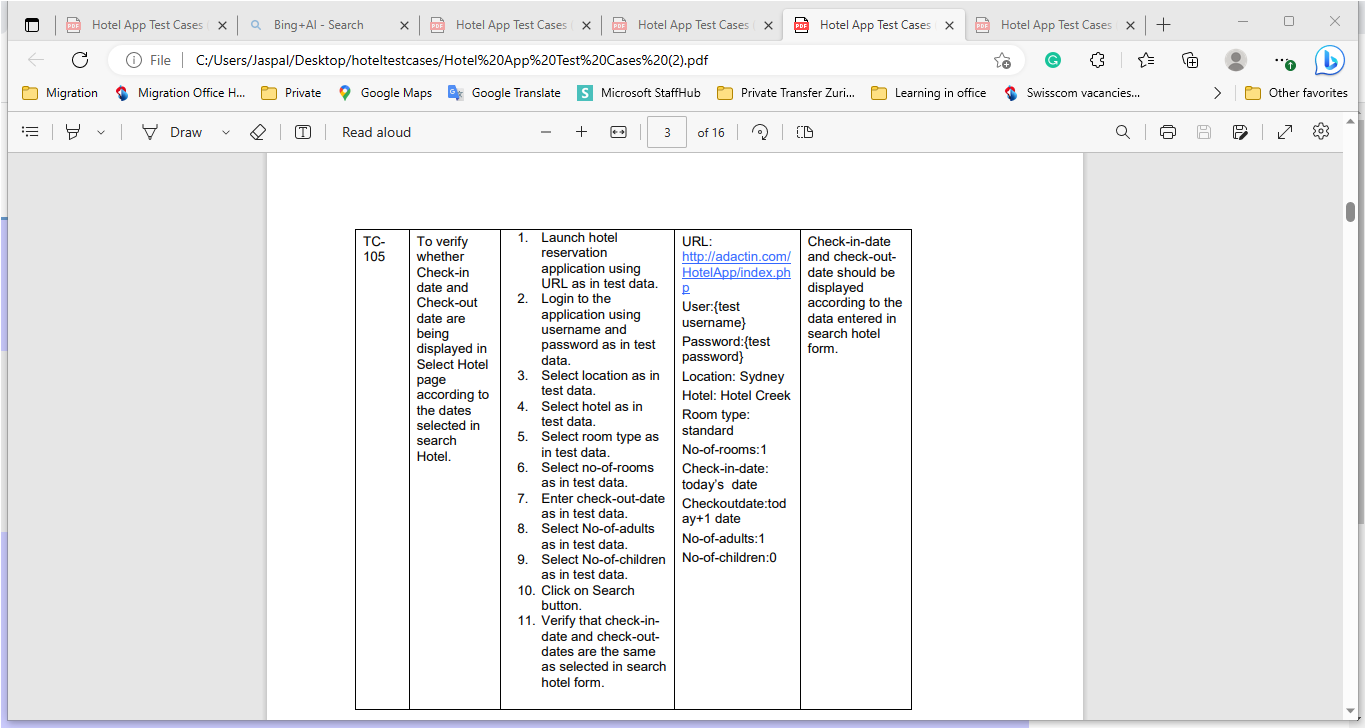 Hotel App Test Cases
Bing+AI - Search
Hotel App Test Cases
Hotel App Test Cases
Hotel App Test Cases
Hotel App Test Cases
File
C:/Users/Jaspal/Desktop/hoteltestcases/Hotel%20App%20Test%20Cases%20(2).pdf
Migration
Migration Office H...
Private
Google Maps
Google Translate
S
Microsoft StaffHub
Private Transfer Zuri...
Learning in office
Swisscom vacancies...
Other favorites
Draw
Read aloud
3
of 16
TC-
105
To verify
whether
Check-in
date and
Check-out
date are
being
displayed in
Select Hotel
page
according to
the dates
selected in
search
Hotel.
1. Launch hotel
reservation
application using
URL as in test data.
2. Login to the
application using
username and
password as in test
data.
3. Select location as in
test data.
4. Select hotel as in
test data.
5. Select room type as
in test data.
6. Select no-of-rooms
as in test data.
7. Enter check-out-date
as in test data.
8. Select No-of-adults
as in test data.
9. Select No-of-children
as in test data.
10. Click on Search
button.
11. Verify that check-in-
date and check-out-
dates are the same
as selected in search
hotel form.
URL:
http://adactin.com/
HotelApp/index.ph
p
User:{test
username}
Password:{test
password}
Location: Sydney
Hotel: Hotel Creek
Room type:
standard
No-of-rooms:1
Check-in-date:
today's date
Checkoutdate:tod
ay+1 date
No-of-adults:1
No-of-children:0
Check-in-date
and check-out-
date should be
displayed
according to the
data entered in
search hotel
form.